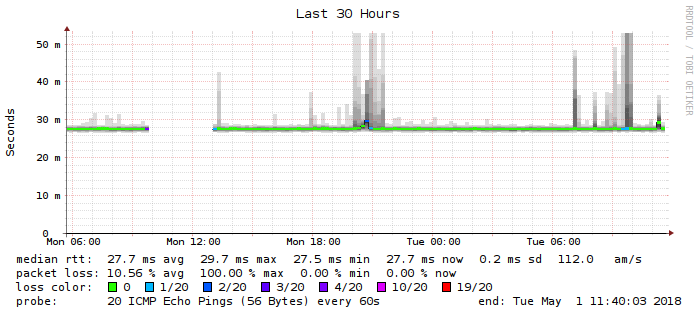 Last 30 Hours
RRDTOOL / TOBI OETIKER
Seconds
50 m
40 m
30 m
20 m
10 m
0
Mon 06:00 Mon 12:00 Mon 18:00 Tue 00:00 Tue 06:00
median rtt: 27.7 ms avg 29.7 ms max 27.5 ms min 27.7 ms now 0.2 ms sd 112.0 am/s
packet loss: 10.56 % avg 100.00 % max 0.00 % min 0.00 % now
loss color: 0 1/20 2/20 3/20 4/20 10/20 19/20
probe: 20 ICMP Echo Pings (56 Bytes) every 60s end: Tue May 1 11:40:03 2018